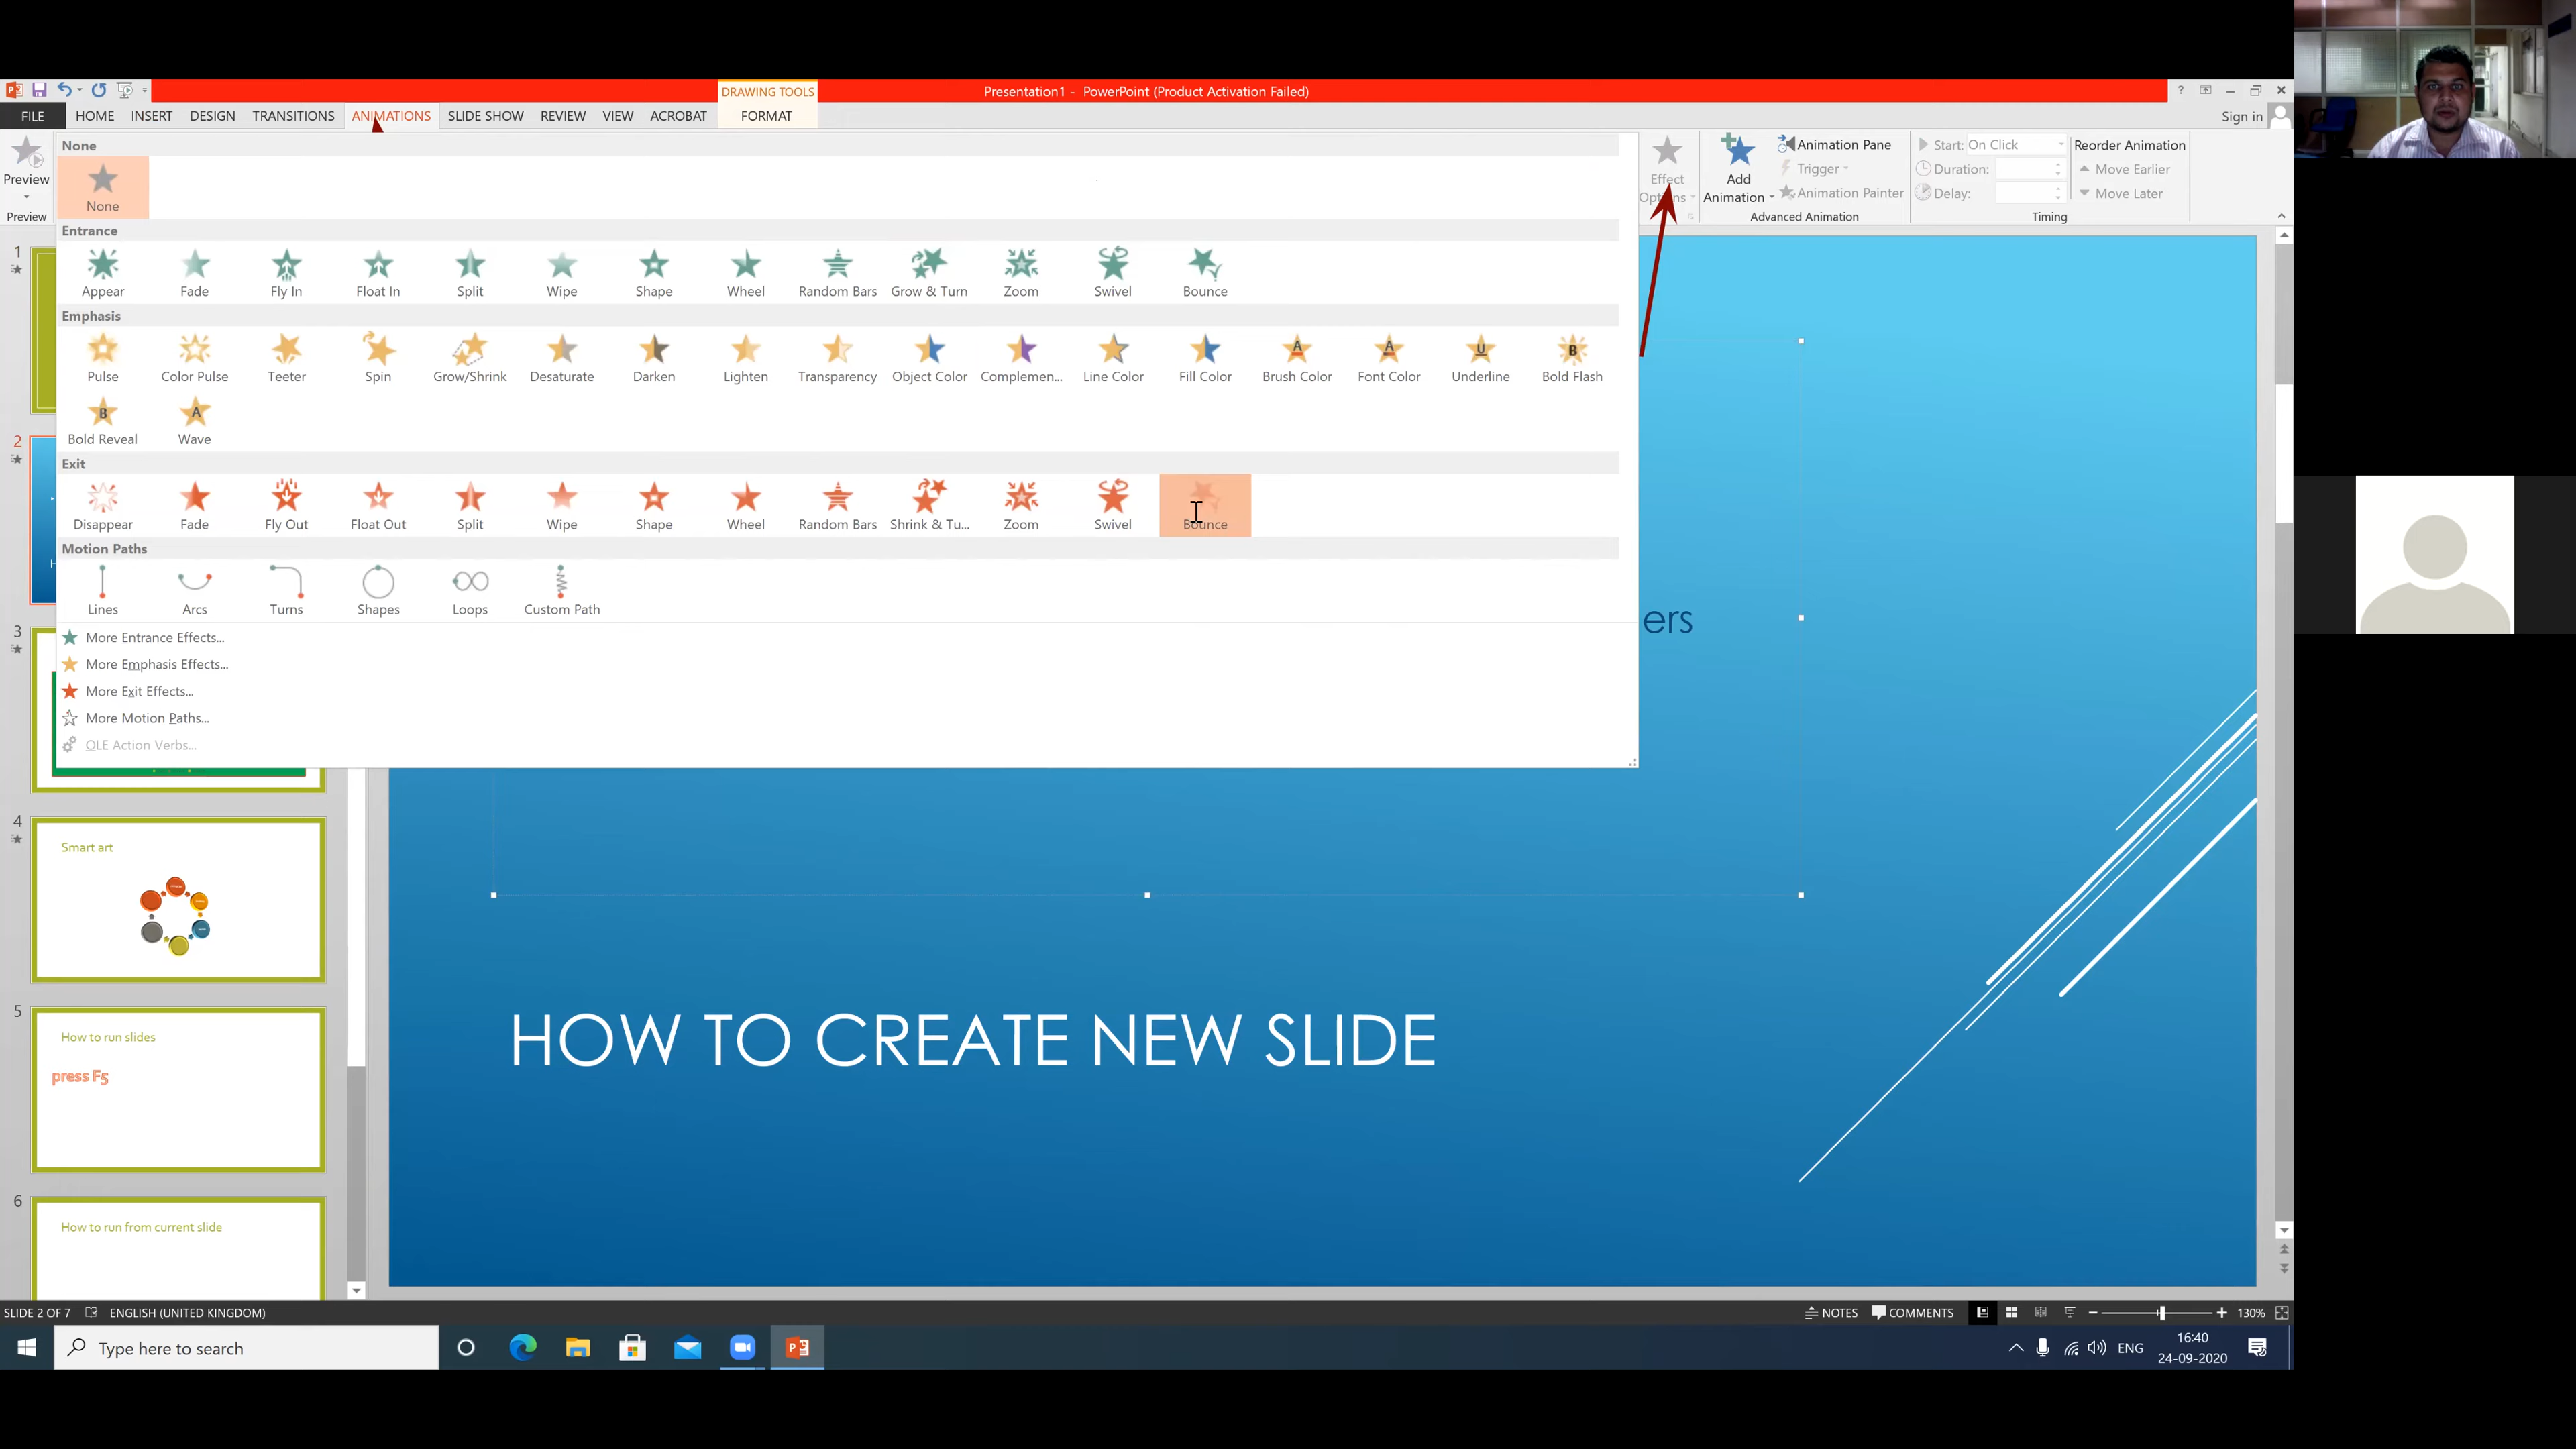 DRAWING TOOLS
Presentation1 - PowerPoint (Product Activation Failed)
?
FILE HOME INSERT DESIGN TRANSITIONS ANIMATIONS SLIDE SHOW REVIEW VIEW ACROBAT FORMAT
Sign in
Preview
Preview
None
None
Entrance
Appear Fade Fly In Float In Split Wipe Shape Wheel Random Bars Grow & Turn Zoom Swivel Bounce
Emphasis
Pulse Color Pulse Teeter Spin Grow/Shrink Desaturate Darken Lighten Transparency Object Color Complemen... Line Color Fill Color Brush Color Font Color Underline Bold Flash
Bold Reveal Wave
Exit
Disappear Fade Fly Out Float Out Split Wipe Shape Wheel Random Bars Shrink & Tu... Zoom Swivel Bounce
Motion Paths
Lines Arcs Turns Shapes Loops Custom Path
More Entrance Effects...
More Emphasis Effects...
More Exit Effects...
More Motion Paths...
OLE Action Verbs...
Effect
Options
Add
Animation
Animation Pane
Trigger
Animation Painter
Advanced Animation
Start: On Click
Duration:
Delay:
Reorder Animation
Move Earlier
Move Later
Timing
1
2
3
4
Smart art
5
How to run slides
press F5
6
How to run from current slide
ers
HOW TO CREATE NEW SLIDE
SLIDE 2 OF 7 ENGLISH (UNITED KINGDOM)
NOTES COMMENTS 130%
Type here to search
ENG
16:40
24-09-2020